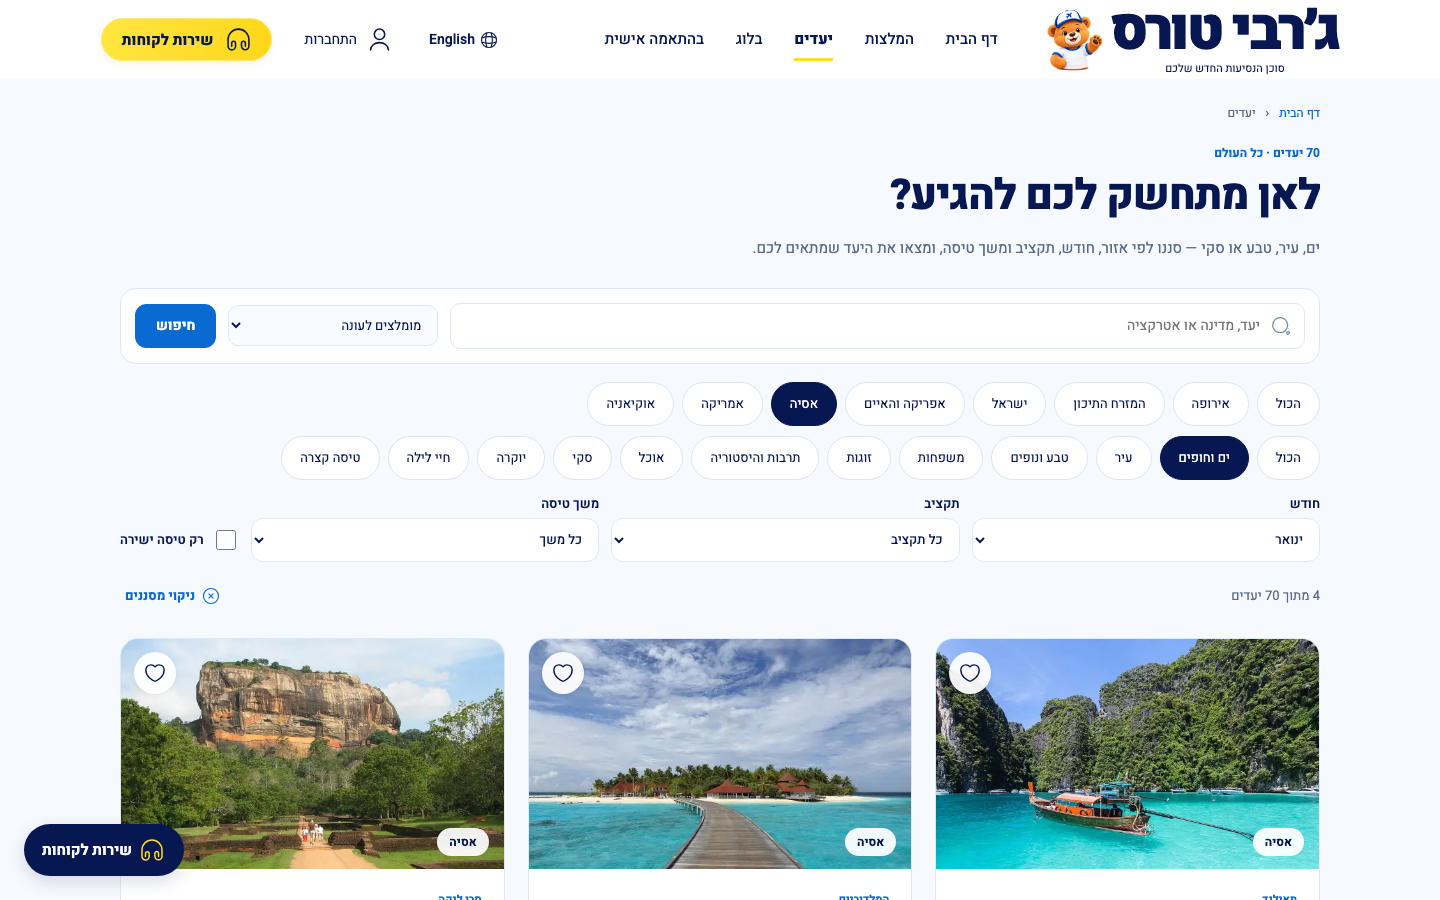 ג'רבי טורס
סוכן הנסיעות החדש שלכם
דף הבית
המלצות
יעדים
בלוג
בהתאמה אישית
English
התחברות
שירות לקוחות
דף הבית › יעדים
70 יעדים · כל העולם
לאן מתחשק לכם להגיע?
ים, עיר, טבע או סקי — סננו לפי אזור, חודש, תקציב ומשך טיסה, ומצאו את היעד שמתאים לכם.
יעד, מדינה או אטרקציה
מומלצים לעונה
חיפוש
הכול
אירופה
המזרח התיכון
ישראל
אפריקה והאיים
אסיה
אמריקה
אוקיאניה
הכול
ים וחופים
עיר
טבע ונופים
משפחות
זוגות
תרבות והיסטוריה
אוכל
סקי
יוקרה
חיי לילה
טיסה קצרה
חודש
תקציב
משך טיסה
ינואר
כל תקציב
כל משך
רק טיסה ישירה
4 מתוך 70 יעדים
ניקוי מסננים
אסיה
אסיה
אסיה
שירות לקוחות
תאילנד
המלדיביים
סרי לנקה